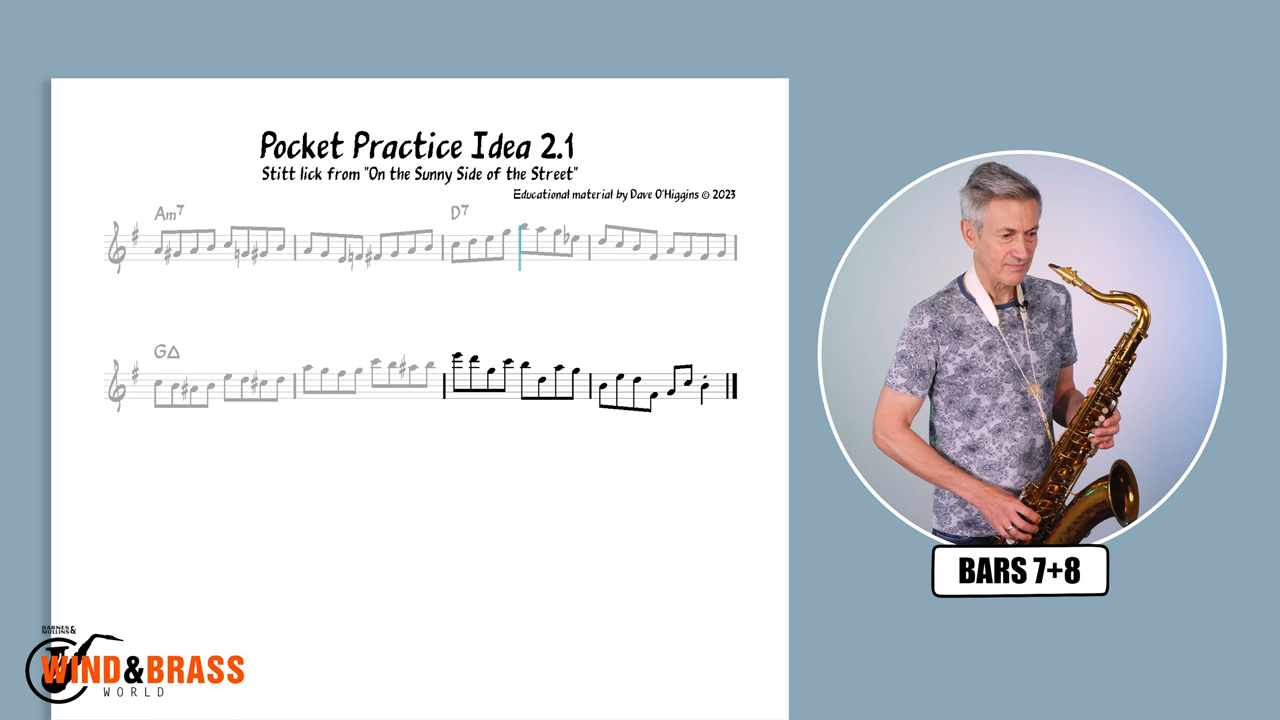 Pocket Practice Idea 2.1
Stitt lick from "On the Sunny Side of the Street"
Educational material by Dave O'Higgins © 2023
Am7
D7
G∆
BARS 7+8
BARNES &
MULLINS &
WIND&BRASS
WORLD